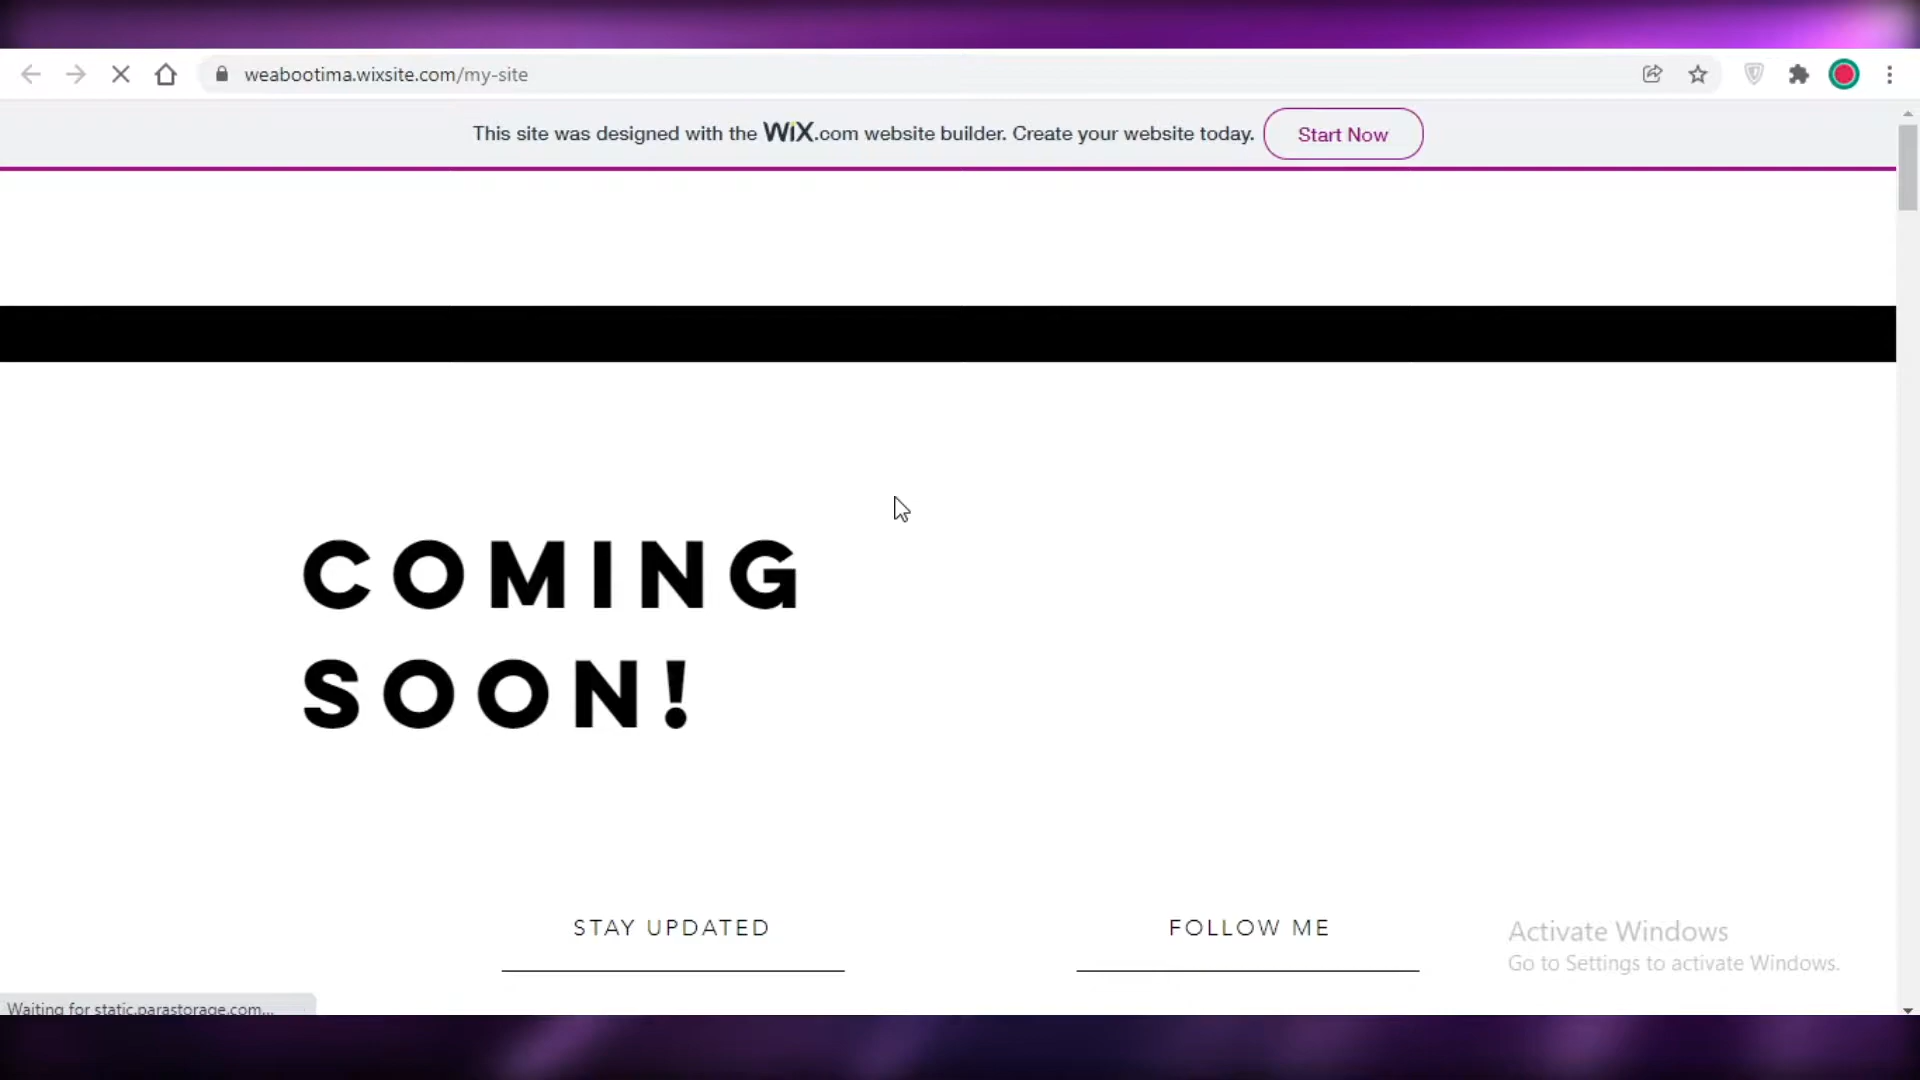 weabootima.wixsite.com/my-site
This site was designed with the WiX.com website builder. Create your website today. Start Now
COMING
SOON!
STAY UPDATED
FOLLOW ME
Activate Windows
Go to Settings to activate Windows.
Waiting for static.parastorage.com...